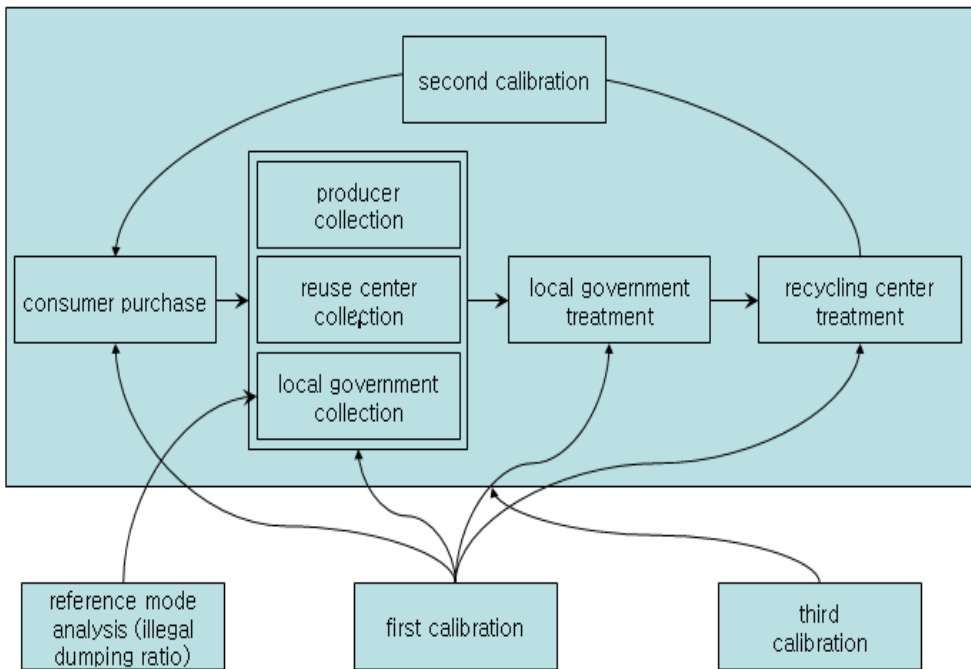 second calibration
producer
collection
consumer purchase
reuse center
collection
local government
treatment
recycling center
treatment
local government
collection
reference mode
analysis (illegal
dumping ratio)
first calibration
third
calibration